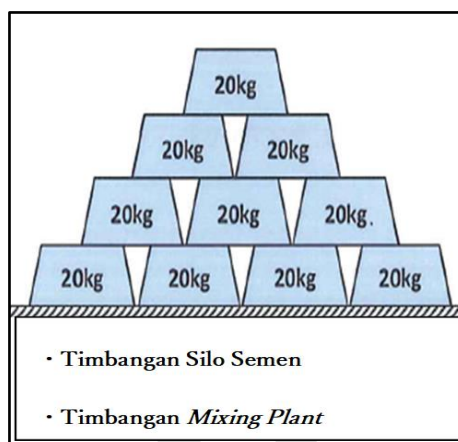 20kg
20kg 20kg
20kg 20kg 20kg.
20kg 20kg 20kg 20kg
· Timbangan Silo Semen
· Timbangan Mixing Plant